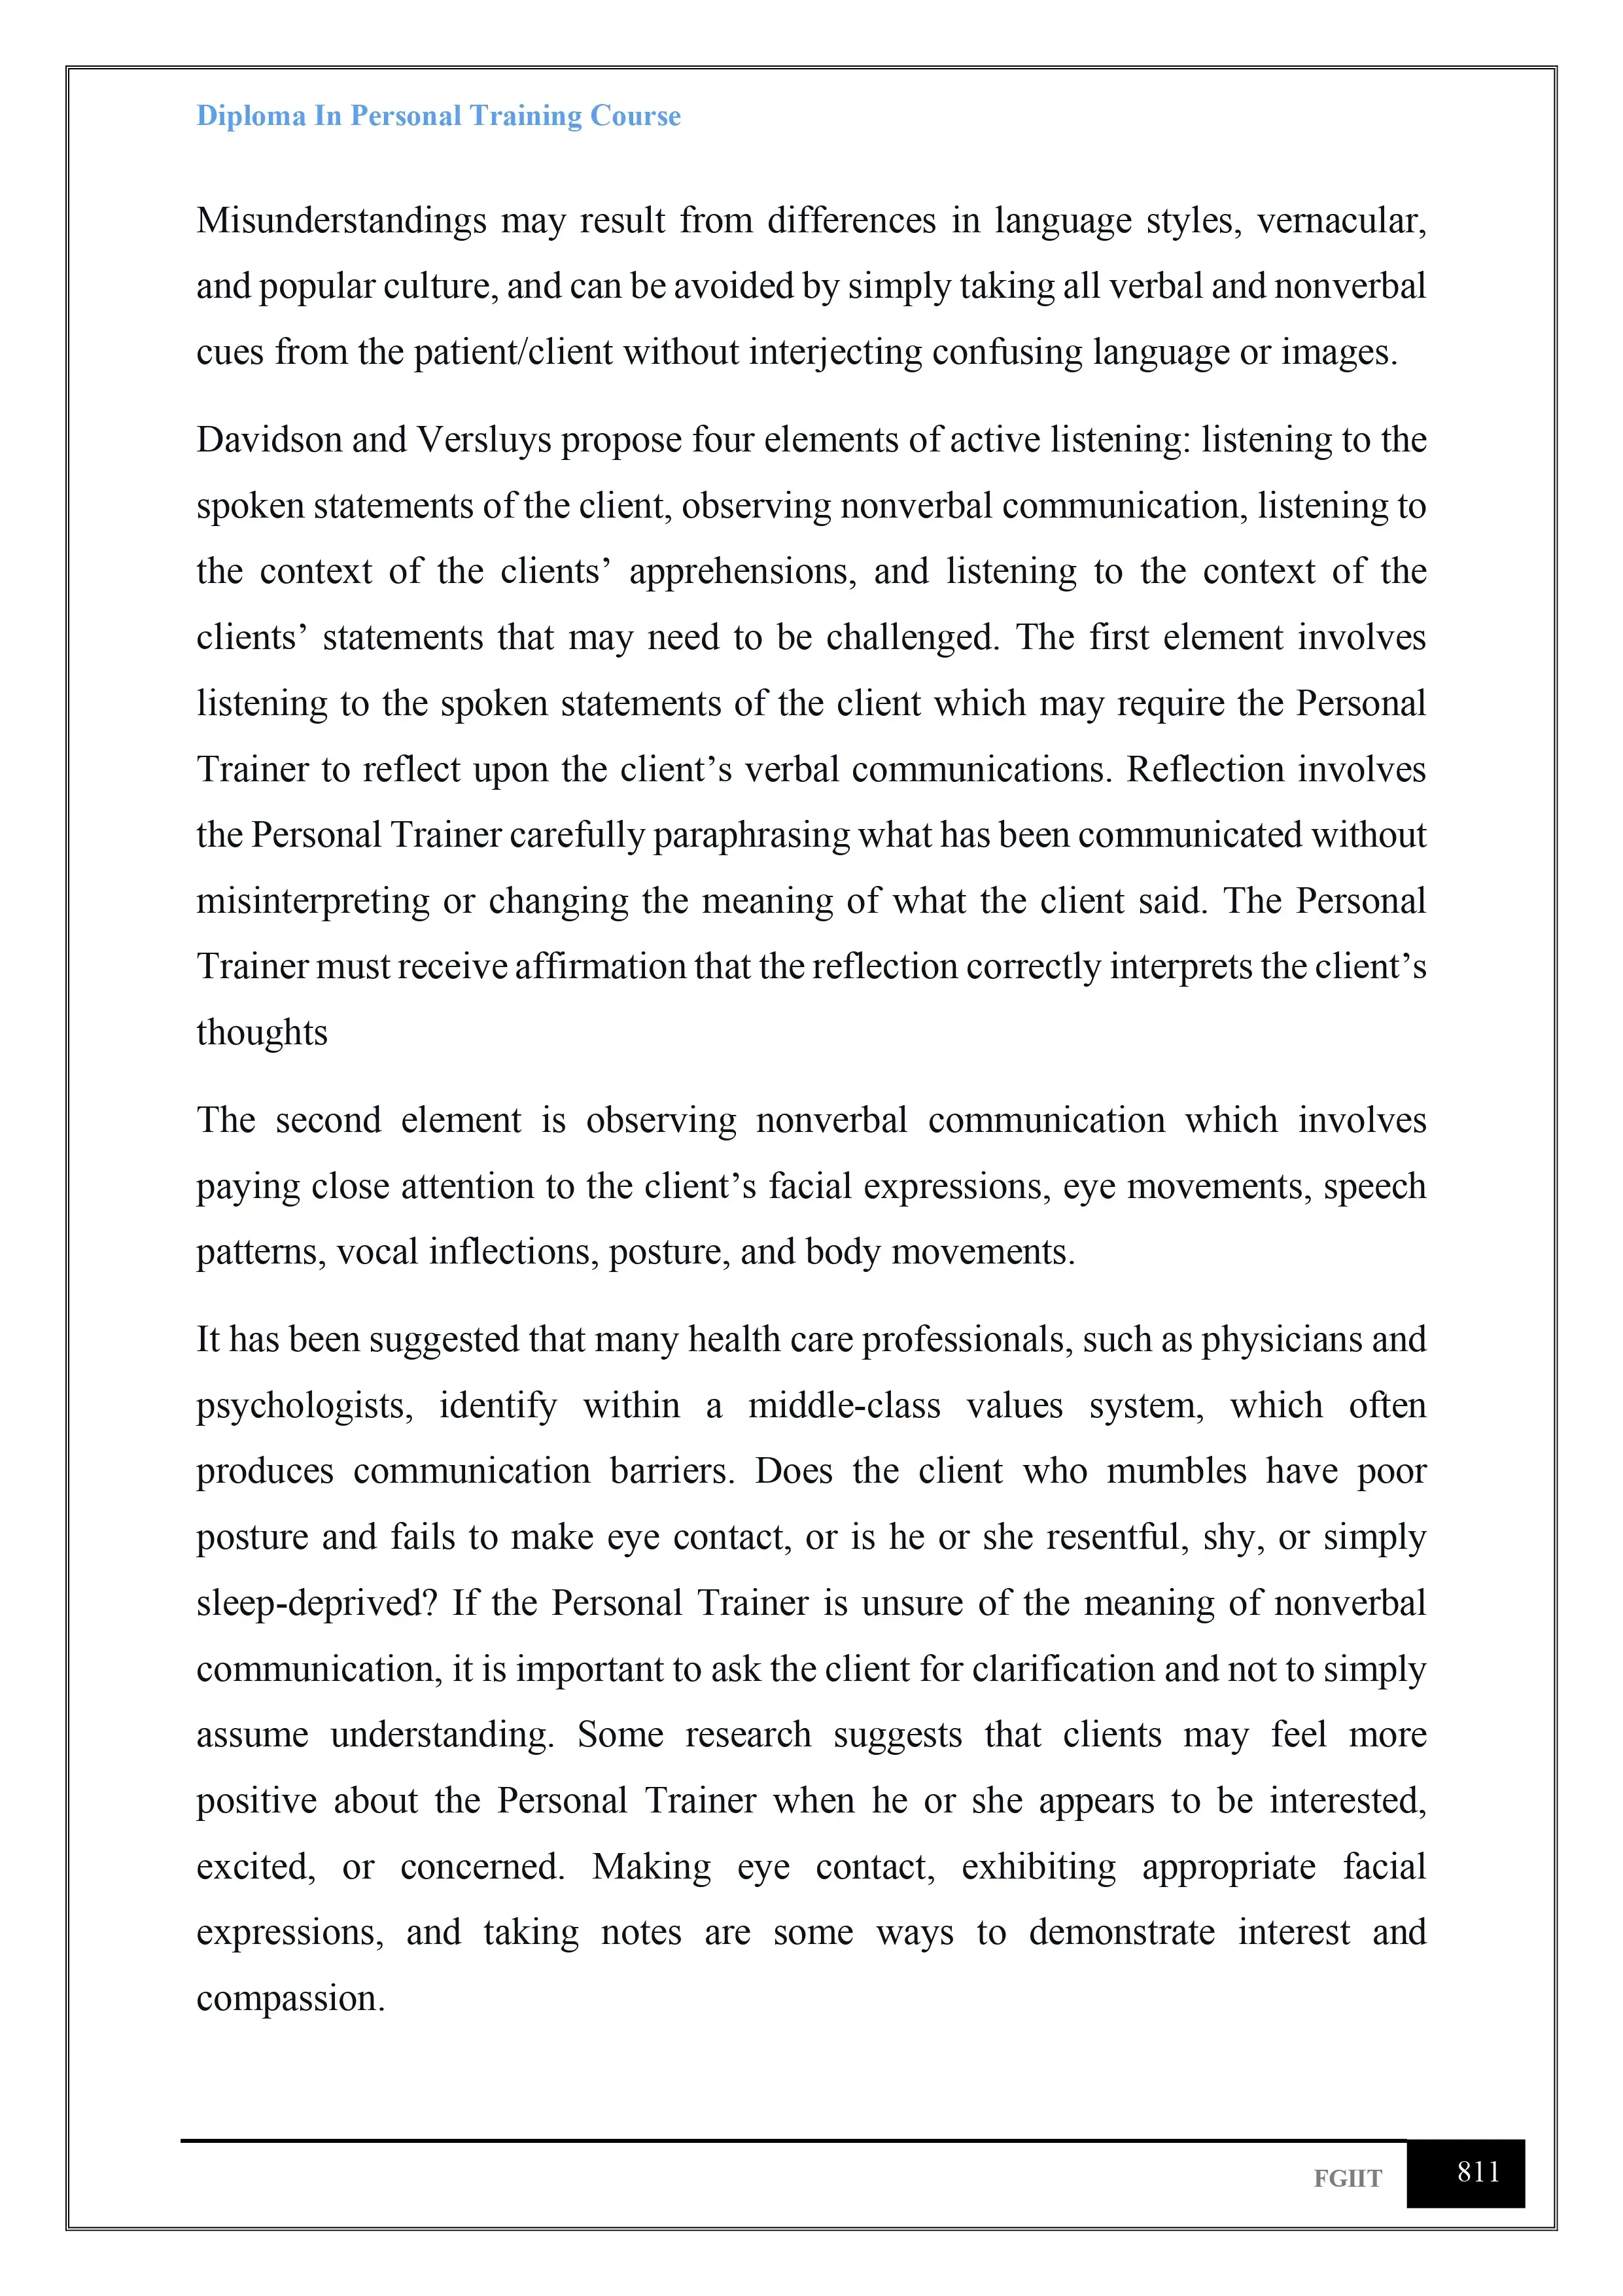 Diploma In Personal Training Course
Misunderstandings may result from differences in language styles, vernacular,
and popular culture, and can be avoided by simply taking all verbal and nonverbal
cues from the patient/client without interjecting confusing language or images.
Davidson and Versluys propose four elements of active listening: listening to the
spoken statements of the client, observing nonverbal communication, listening to
the context of the clients’ apprehensions, and listening to the context of the
clients’ statements that may need to be challenged. The first element involves
listening to the spoken statements of the client which may require the Personal
Trainer to reflect upon the client’s verbal communications. Reflection involves
the Personal Trainer carefully paraphrasing what has been communicated without
misinterpreting or changing the meaning of what the client said. The Personal
Trainer must receive affirmation that the reflection correctly interprets the client’s
thoughts
The second element is observing nonverbal communication which involves
paying close attention to the client’s facial expressions, eye movements, speech
patterns, vocal inflections, posture, and body movements.
It has been suggested that many health care professionals, such as physicians and
psychologists, identify within a middle-class values system, which often
produces communication barriers. Does the client who mumbles have poor
posture and fails to make eye contact, or is he or she resentful, shy, or simply
sleep-deprived? If the Personal Trainer is unsure of the meaning of nonverbal
communication, it is important to ask the client for clarification and not to simply
assume understanding. Some research suggests that clients may feel more
positive about the Personal Trainer when he or she appears to be interested,
excited, or concerned. Making eye contact, exhibiting appropriate facial
expressions, and taking notes are some ways to demonstrate interest and
compassion.
FGIIT 811